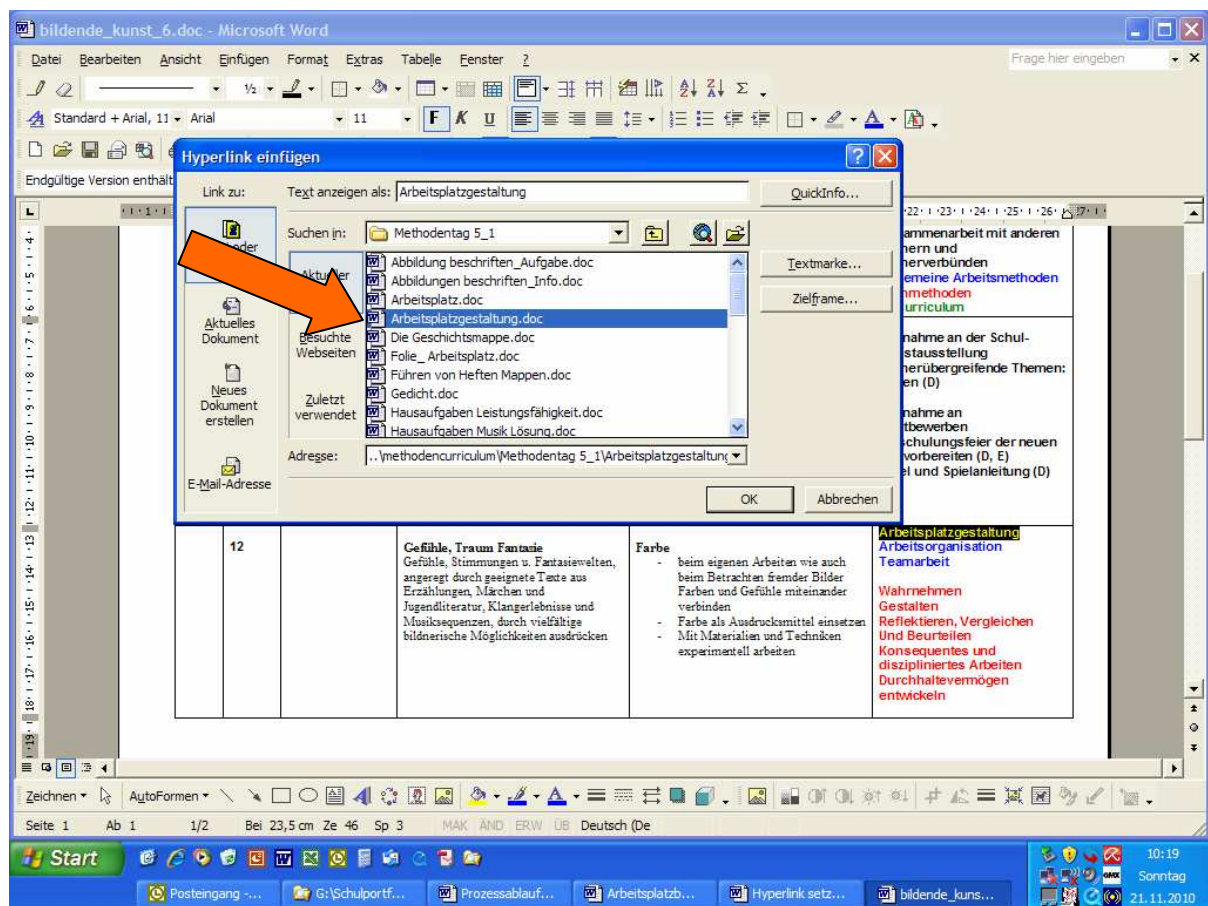 bildende_kunst_6.doc - Microsoft Word
Datei Bearbeiten Ansicht Einfügen Format Extras Tabelle Fenster ? Frage hier eingeben
½
Standard + Arial, 11 Arial 11 F K U
Endgültige Version enthält
Hyperlink einfügen
Link zu:
Text anzeigen als: Arbeitsplatzgestaltung
QuickInfo...
Suchen in: Methodentag 5_1
oder
Aktueller
Aktuelles
Dokument
Besuchte
Webseiten
Neues
Dokument
erstellen
Zuletzt
verwendet
E-Mail-Adresse
Abbildung beschriften_Aufgabe.doc
Abbildungen beschriften_Info.doc
Arbeitsplatz.doc
Arbeitsplatzgestaltung.doc
Die Geschichtsmappe.doc
Folie_ Arbeitsplatz.doc
Führen von Heften Mappen.doc
Gedicht.doc
Hausaufgaben Leistungsfähigkeit.doc
Hausaufgaben Musik Lösung.doc
Textmarke...
Zielframe...
Adresse: ..\methodencurriculum\Methodentag 5_1\Arbeitsplatzgestaltung
OK Abbrechen
ammenarbeit mit anderen
hern und
herverbünden
emeine Arbeitsmethoden
methoden
urriculum
nahme an der Schul-
stausstellung
herübergreifende Themen:
en (D)
nahme an
tbewerben
schulungsfeier der neuen
vorbereiten (D, E)
el und Spielanleitung (D)
12
Gefühle, Traum Fantasie
Gefühle, Stimmungen u. Fantasiewelten,
angeregt durch geeignete Texte aus
Erzählungen, Märchen und
Jugendliteratur, Klangerlebnisse und
Musiksequenzen, durch vielfältige
bildnerische Möglichkeiten ausdrücken
Farbe
- beim eigenen Arbeiten wie auch
beim Betrachten fremder Bilder
Farben und Gefühle miteinander
verbinden
- Farbe als Ausdrucksmittel einsetzen
- Mit Materialien und Techniken
experimentell arbeiten
Arbeitsplatzgestaltung
Arbeitsorganisation
Teamarbeit
Wahrnehmen
Gestalten
Reflektieren, Vergleichen
Und Beurteilen
Konsequentes und
diszipliniertes Arbeiten
Durchhaltevermögen
entwickeln
Zeichnen AutoFormen
Seite 1 Ab 1 1/2 Bei 23,5 cm Ze 46 Sp 3 MAK ÄND ERW ÜB Deutsch (De
Start
10:19
Sonntag
21.11.2010
Posteingang -... G:\Schulportf... Prozessablauf... Arbeitsplatzb... Hyperlink setz... bildende_kuns...